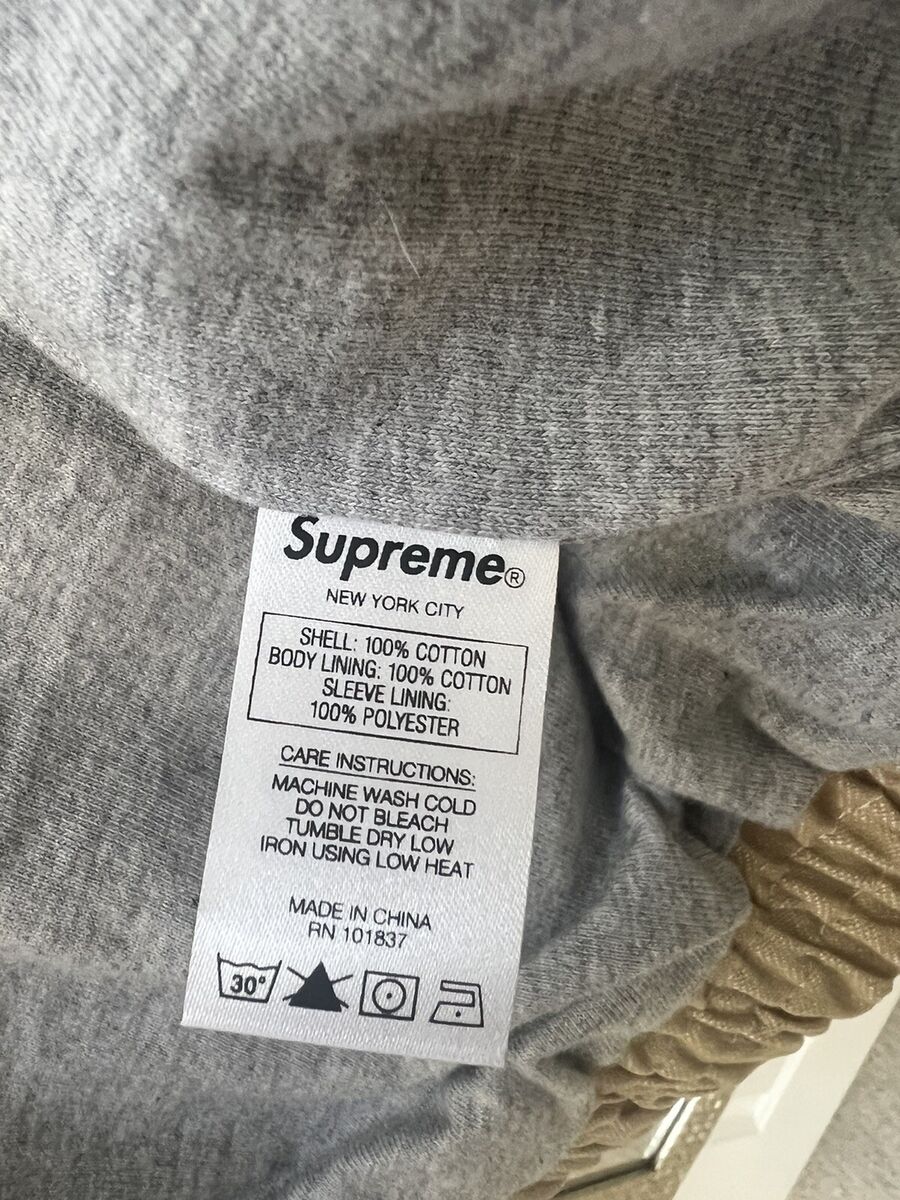 Supreme®
NEW YORK CITY
SHELL: 100% COTTON
BODY LINING: 100% COTTON
SLEEVE LINING:
100% POLYESTER
CARE INSTRUCTIONS:
MACHINE WASH COLD
DO NOT BLEACH
TUMBLE DRY LOW
IRON USING LOW HEAT
MADE IN CHINA
RN 101837
30°